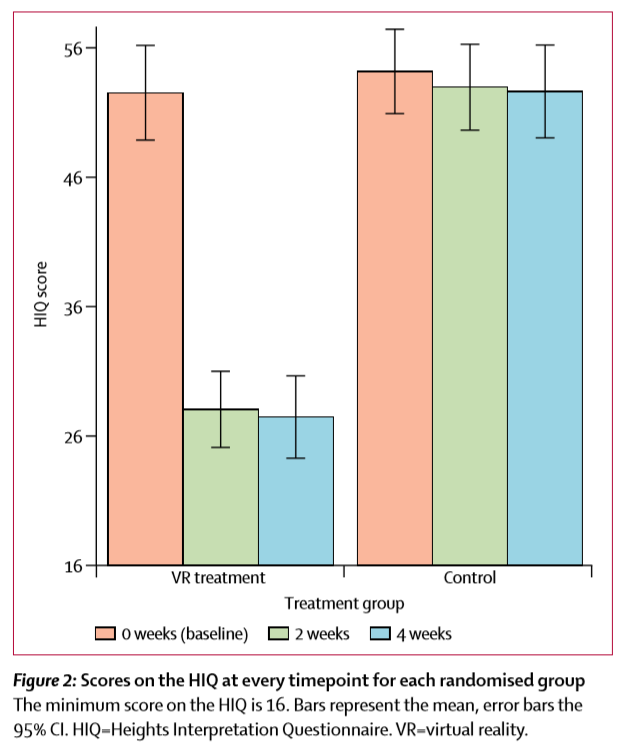 56
46
36
26
16
HIQ score
VR treatment
Control
Treatment group
0 weeks (baseline)
2 weeks
4 weeks
Figure 2: Scores on the HIQ at every timepoint for each randomised group
The minimum score on the HIQ is 16. Bars represent the mean, error bars the
95% CI. HIQ=Heights Interpretation Questionnaire. VR=virtual reality.